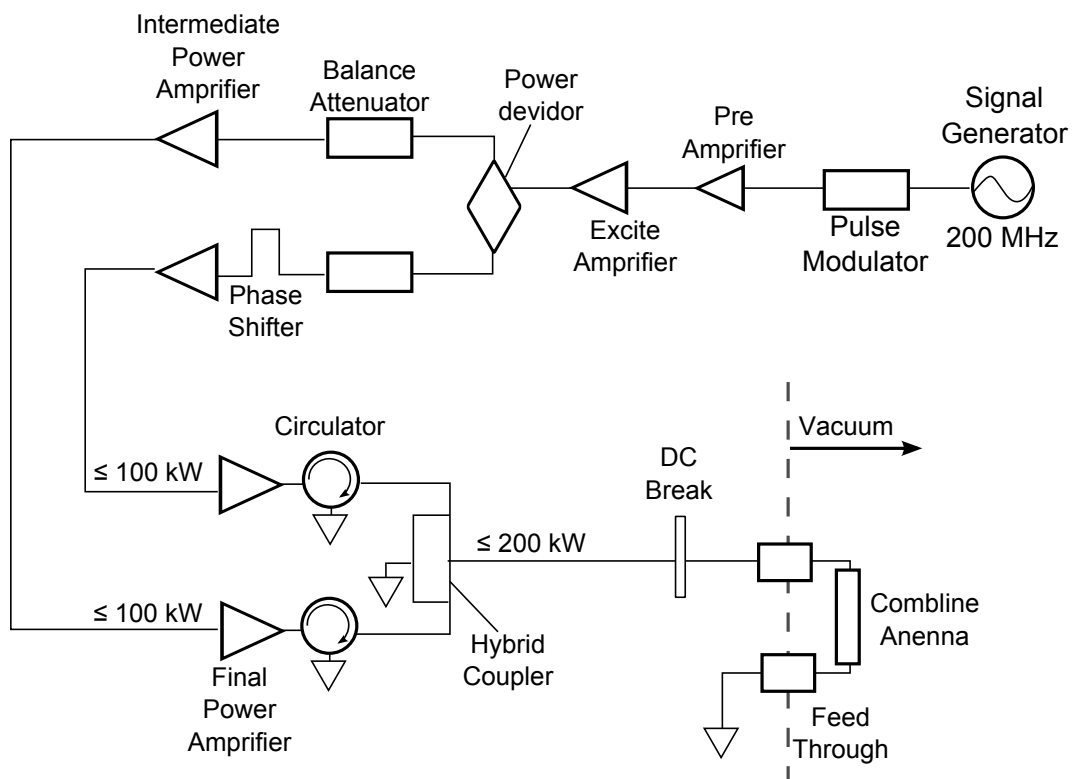 Intermediate
Power
Amprifier
Balance
Attenuator
Power
devidor
Pre
Amprifier
Signal
Generator
200 MHz
Excite
Amprifier
Pulse
Modulator
Phase
Shifter
Circulator
≤ 100 kW
DC
Break
Vacuum
≤ 200 kW
≤ 100 kW
Hybrid
Coupler
Combline
Anenna
Final
Power
Amprifier
Feed
Through